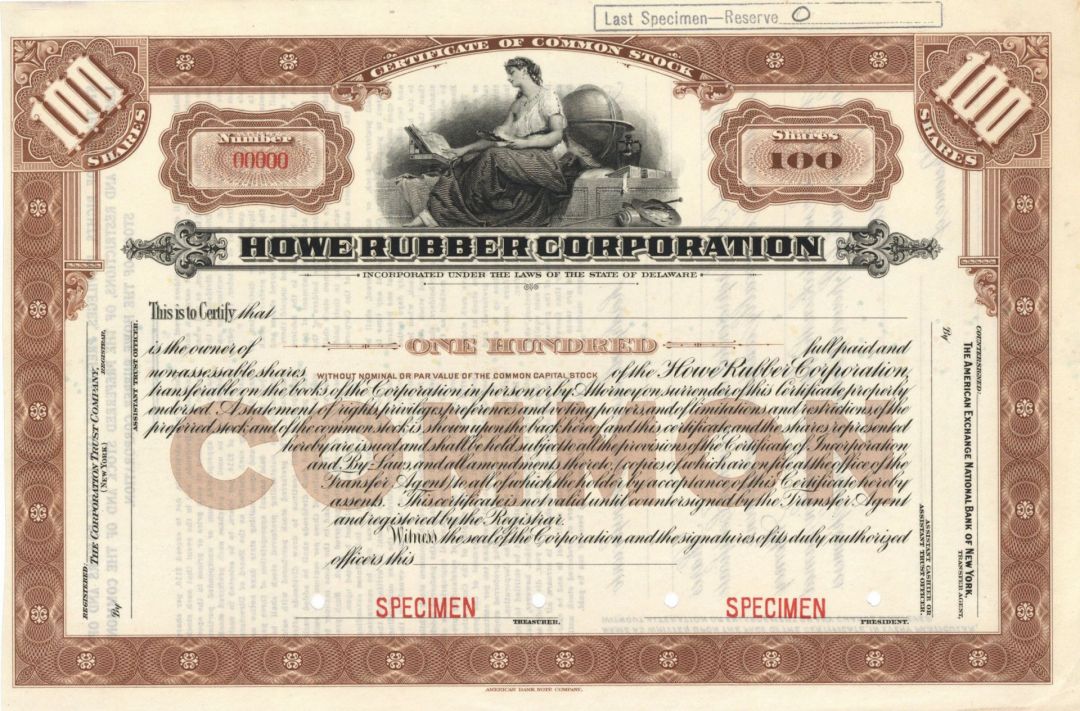 Last Specimen—Reserve O
CERTIFICATE OF COMMON STOCK
100
SHARES
100
SHARES
Number
00000
Shares
100
HOWE RUBBER CORPORATION
INCORPORATED UNDER THE LAWS OF THE STATE OF DELAWARE
This is to Certify that
is the owner of ONE HUNDRED full paid and
non-assessable shares WITHOUT NOMINAL OR PAR VALUE OF THE COMMON CAPITAL STOCK of the Howe Rubber Corporation,
transferable on the books of the Corporation in person or by Attorney on surrender of this Certificate properly
endorsed. A statement of rights, privileges, preferences and voting powers and of limitations and restrictions of the
preferred stock and of the common stock is shown upon the back hereof and this certificate and the shares represented
hereby are issued and shall be held subject to all the provisions of the Certificate of Incorporation
and By-Laws, and all amendments thereto, (copies of which are on file at the office of the
Transfer Agent) to all of which the holder by acceptance of this Certificate hereby
assents. This certificate is not valid until countersigned by the Transfer Agent
and registered by the Registrar.
Witness the seal of the Corporation and the signatures of its duly authorized
officers this
COMMON
SPECIMEN
TREASURER.
SPECIMEN
PRESIDENT.
REGISTERED:
THE CORPORATION TRUST COMPANY,
(NEW YORK)
REGISTRAR,
By
ASSISTANT TRUST OFFICER.
COUNTERSIGNED:
THE AMERICAN EXCHANGE NATIONAL BANK OF NEW YORK,
TRANSFER AGENT,
By
ASSISTANT CASHIER OR
ASSISTANT TRUST OFFICER.
AMERICAN BANK NOTE COMPANY.